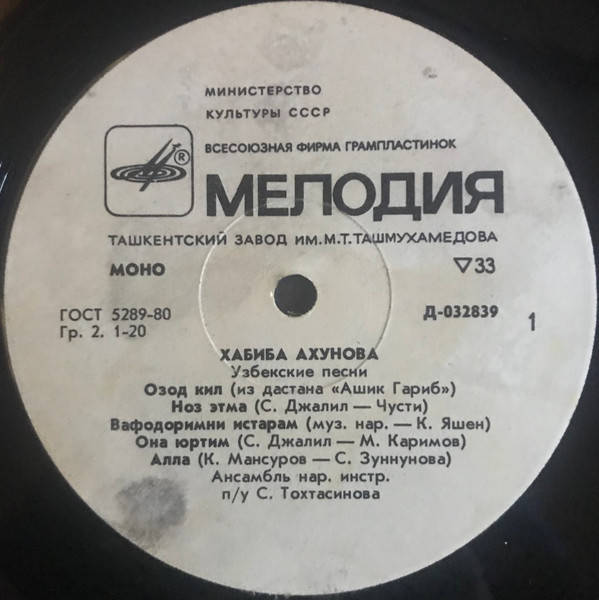 МИНИСТЕРСТВО
КУЛЬТУРЫ СССР
ВСЕСОЮЗНАЯ ФИРМА ГРАМПЛАСТИНОК
® МЕЛОДИЯ
ТАШКЕНТСКИЙ ЗАВОД ИМ. М.Т. ТАШМУХАМЕДОВА
МОНО ▽33
ГОСТ 5289-80 Д-032839
Гр. 2. 1-20 1
ХАБИБА АХУНОВА
Узбекские песни
Озод кил (из дастана «Ашик Гариб»)
Ноз этма (С. Джалил — Чусти)
Вафодоримни истарам (муз. нар. — К. Яшен)
Она юртим (С. Джалил — М. Каримов)
Алла (К. Мансуров — С. Зуннунова)
Ансамбль нар. инстр.
п/у С. Тохтасинова